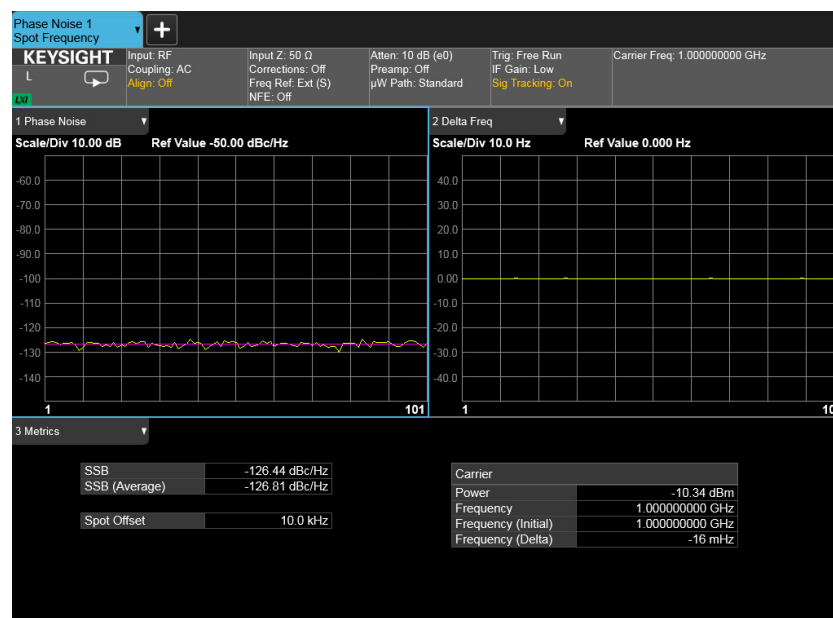 Phase Noise 1
Spot Frequency
KEYSIGHT
L
LXI
Input: RF
Coupling: AC
Align: Off
Input Z: 50 Ω
Corrections: Off
Freq Ref: Ext (S)
NFE: Off
Atten: 10 dB (e0)
Preamp: Off
µW Path: Standard
Trig: Free Run
IF Gain: Low
Sig Tracking: On
Carrier Freq: 1.000000000 GHz
1 Phase Noise
Scale/Div 10.00 dB Ref Value -50.00 dBc/Hz
-60.0
-70.0
-80.0
-90.0
-100
-110
-120
-130
-140
1 101
2 Delta Freq
Scale/Div 10.0 Hz Ref Value 0.000 Hz
40.0
30.0
20.0
10.0
0.00
-10.0
-20.0
-30.0
-40.0
1 10
3 Metrics
SSB -126.44 dBc/Hz
SSB (Average) -126.81 dBc/Hz
Spot Offset 10.0 kHz
Carrier
Power -10.34 dBm
Frequency 1.000000000 GHz
Frequency (Initial) 1.000000000 GHz
Frequency (Delta) -16 mHz